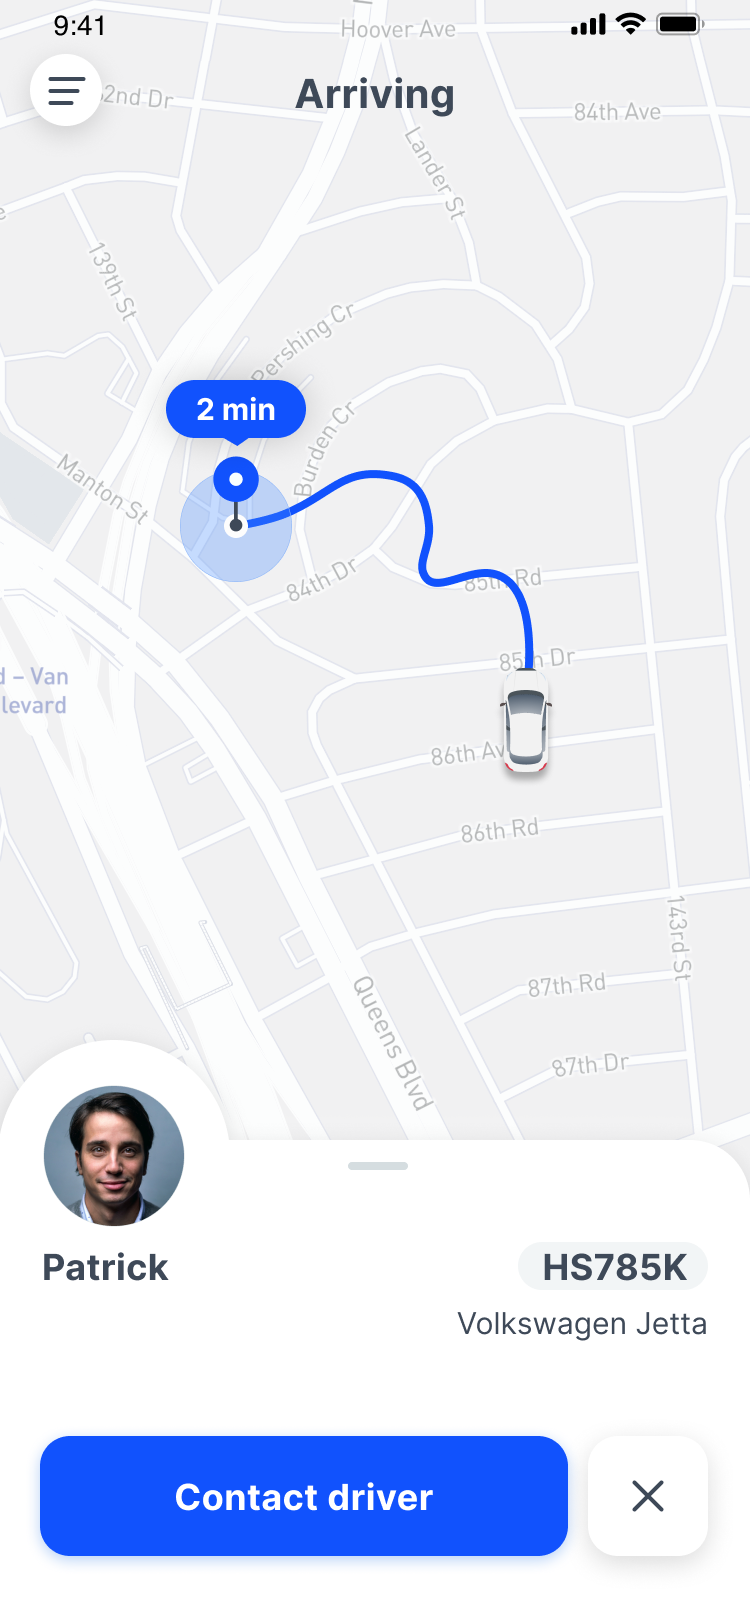 9:41
Hoover Ave
2nd Dr
Arriving
84th Ave
Lander St
139th St
Pershing Cr
2 min
Burden Cr
Manton St
84th Dr
85th Rd
85th Dr
d – Van
levard
86th Av
86th Rd
143rd St
87th Rd
Queens Blvd
87th Dr
Patrick
HS785K
Volkswagen Jetta
Contact driver